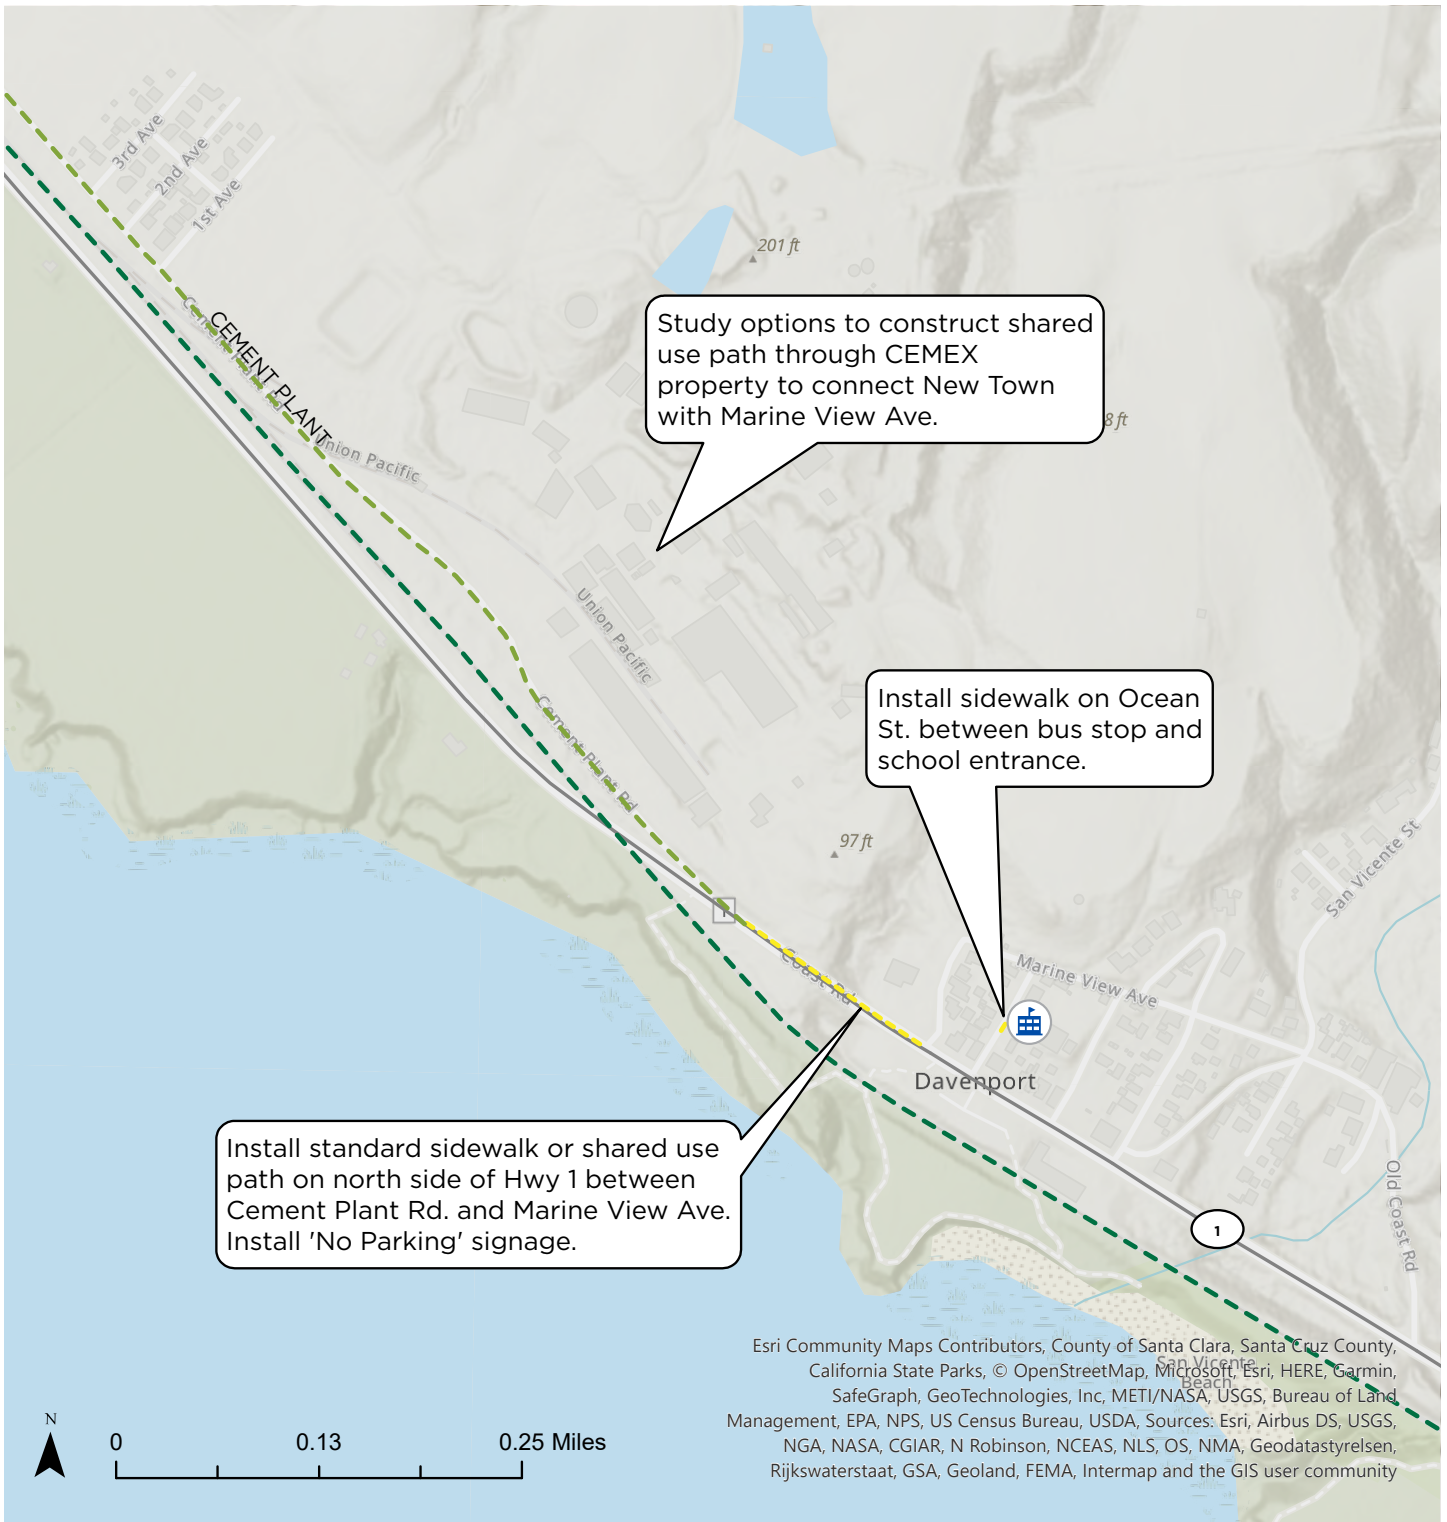 3rd Ave
2nd Ave
1st Ave
201 ft
Study options to construct shared
use path through CEMEX
property to connect New Town
with Marine View Ave.
8 ft
CEMENT PLANT
Union Pacific
Union Pacific
Install sidewalk on Ocean
St. between bus stop and
school entrance.
Cement Plant Rd
97 ft
San Vicente St
1
Coast Rd
Marine View Ave
Davenport
Install standard sidewalk or shared use
path on north side of Hwy 1 between
Cement Plant Rd. and Marine View Ave.
Install 'No Parking' signage.
Old Coast Rd
1
San Vicente
Beach
Esri Community Maps Contributors, County of Santa Clara, Santa Cruz County,
California State Parks, © OpenStreetMap, Microsoft, Esri, HERE, Garmin,
SafeGraph, GeoTechnologies, Inc, METI/NASA, USGS, Bureau of Land
Management, EPA, NPS, US Census Bureau, USDA, Sources: Esri, Airbus DS, USGS,
NGA, NASA, CGIAR, N Robinson, NCEAS, NLS, OS, NMA, Geodatastyrelsen,
Rijkswaterstaat, GSA, Geoland, FEMA, Intermap and the GIS user community
N
0 0.13 0.25 Miles